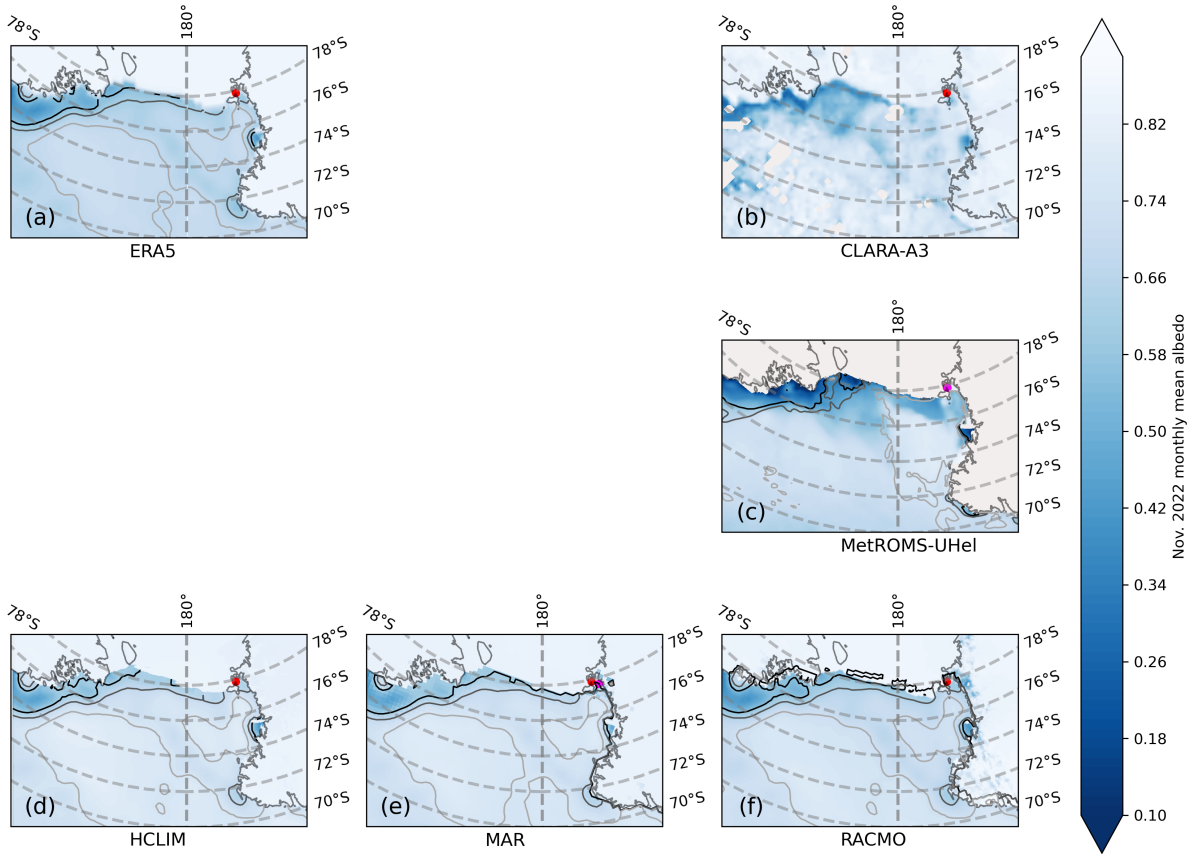 78°S
180°
78°S
76°S
74°S
72°S
70°S
(a)
ERA5
78°S
180°
78°S
76°S
74°S
72°S
70°S
(b)
CLARA-A3
78°S
180°
78°S
76°S
74°S
72°S
70°S
(c)
MetROMS-UHel
78°S
180°
78°S
76°S
74°S
72°S
70°S
(d)
HCLIM
78°S
180°
78°S
76°S
74°S
72°S
70°S
(e)
MAR
78°S
180°
78°S
76°S
74°S
72°S
70°S
(f)
RACMO
0.82
0.74
0.66
0.58
0.50
0.42
0.34
0.26
0.18
0.10
Nov. 2022 monthly mean albedo